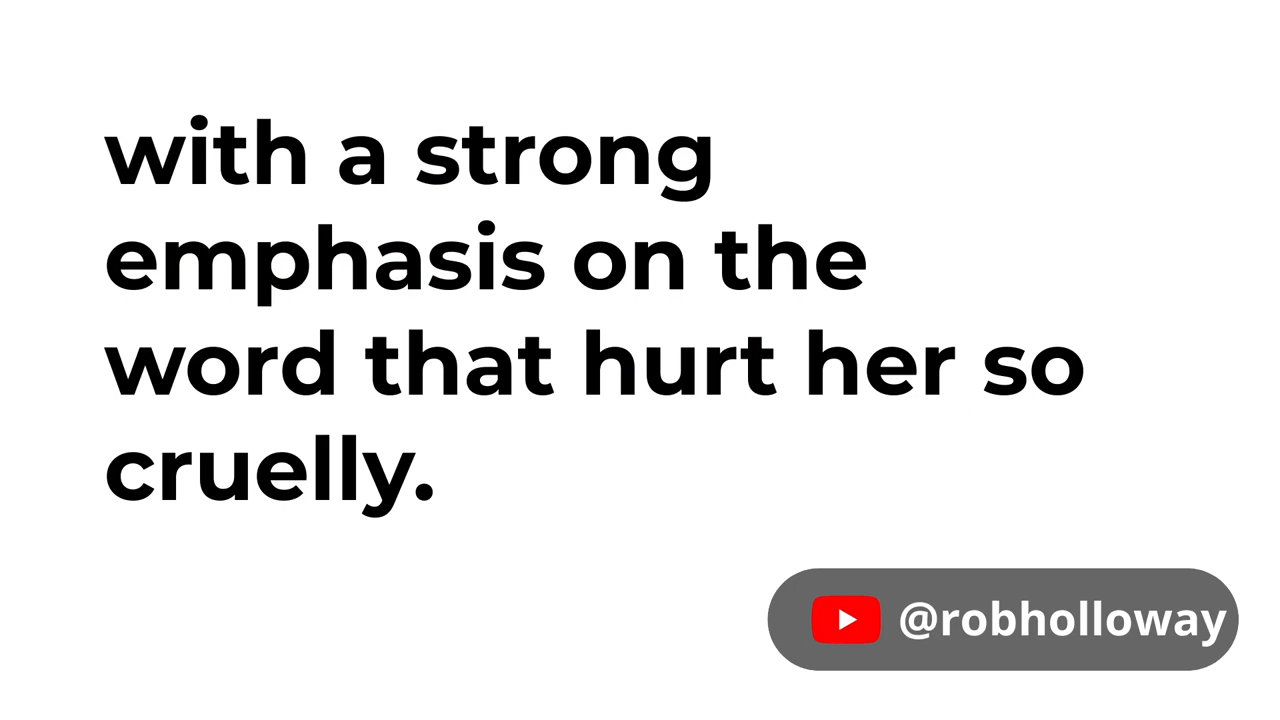 with a strong
emphasis on the
word that hurt her so
cruelly.
@robholloway